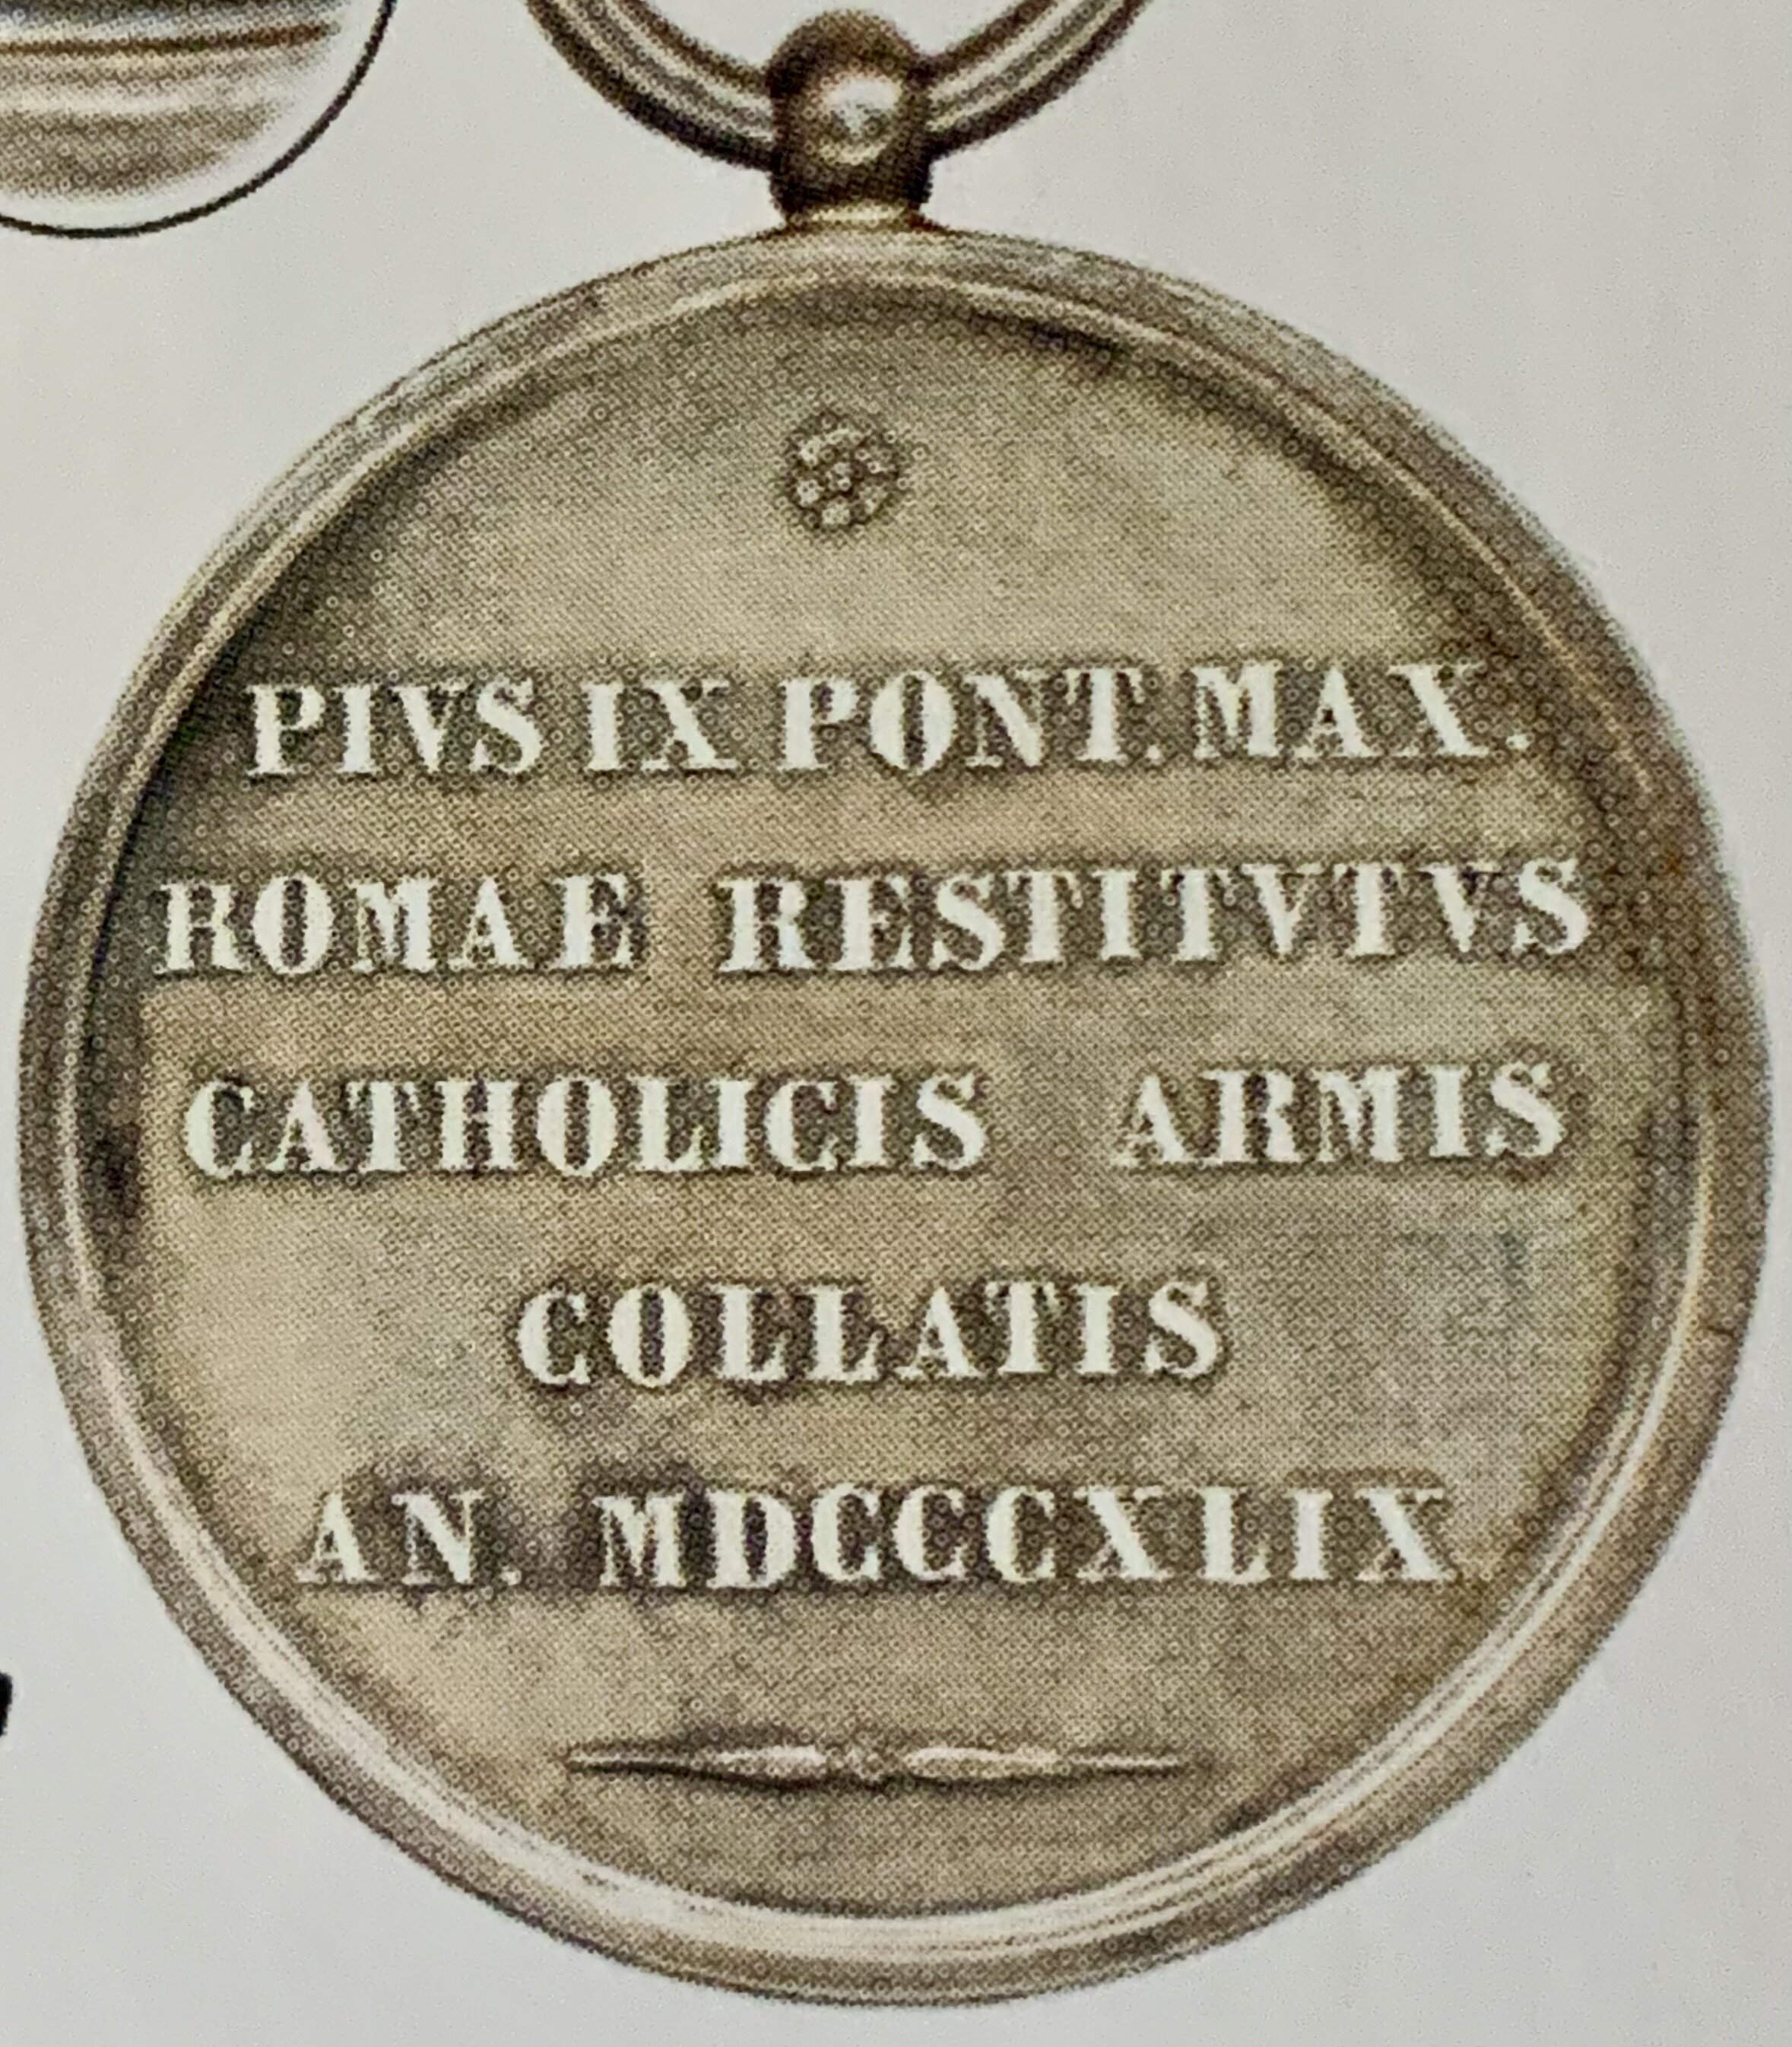 PIVS IX PONT. MAX.
ROMAE RESTITVTVS
CATHOLICIS ARMIS
COLLATIS
AN. MDCCCXLIX